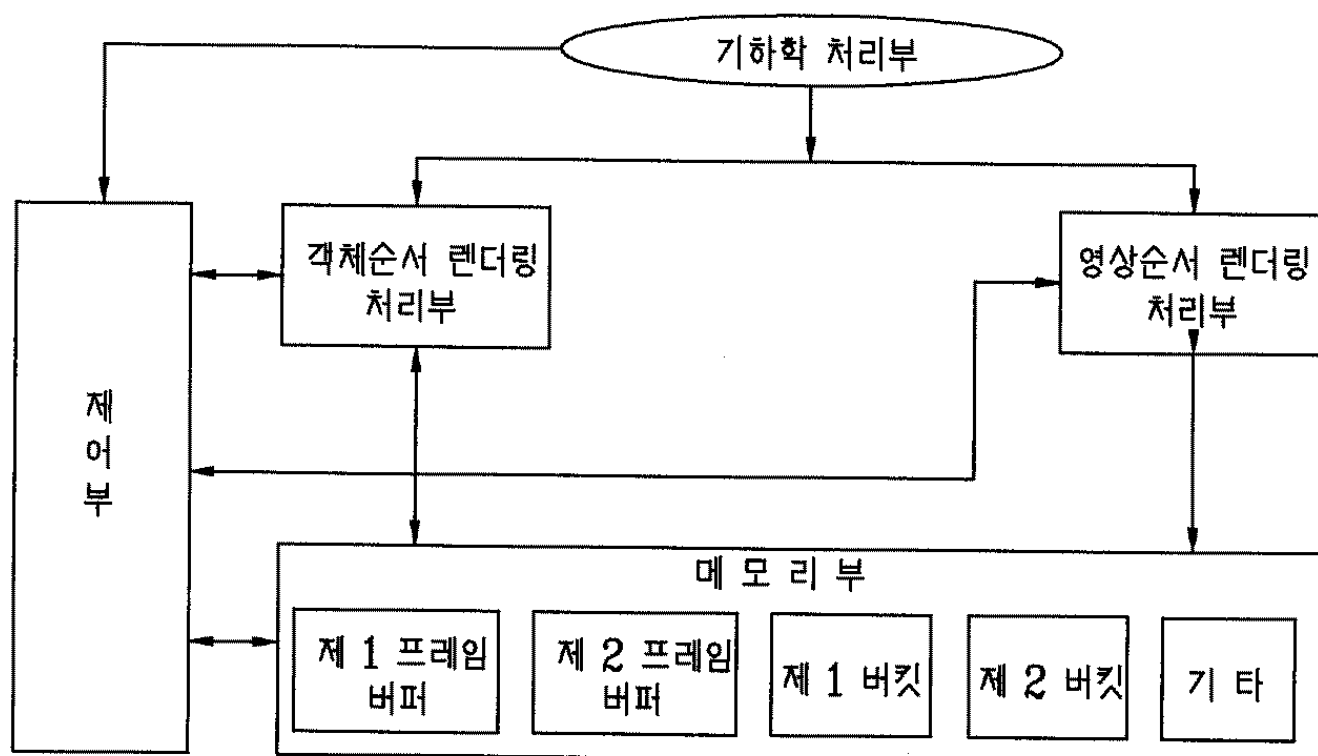 기하학 처리부
객체순서 렌더링
처리부
영상순서 렌더링
처리부
제
어
부
메 모 리 부
제 1 프레임
버퍼
제 2 프레임
버퍼
제 1 버킷
제 2 버킷
기 타